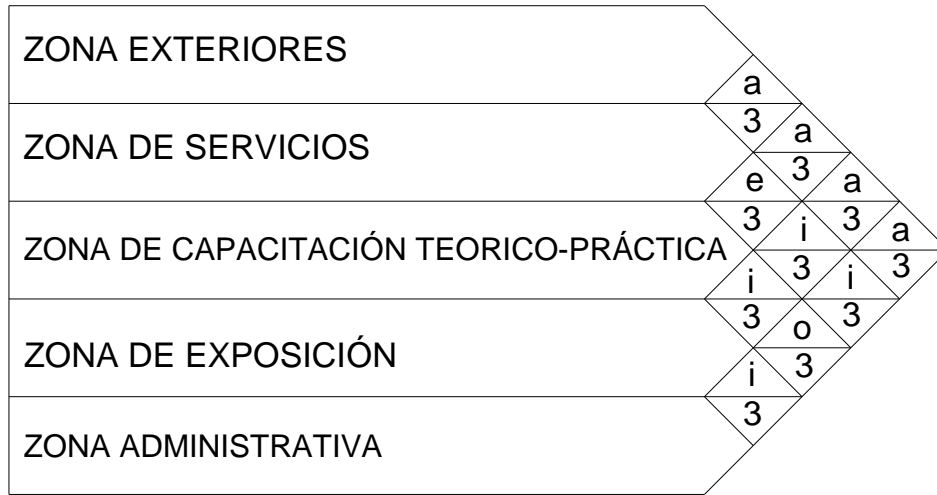 ZONA EXTERIORES
a
3
ZONA DE SERVICIOS
a
3
e
3
a
3
ZONA DE CAPACITACIÓN TEORICO-PRÁCTICA
i
3
a
3
i
3
i
3
ZONA DE EXPOSICIÓN
o
3
i
3
ZONA ADMINISTRATIVA